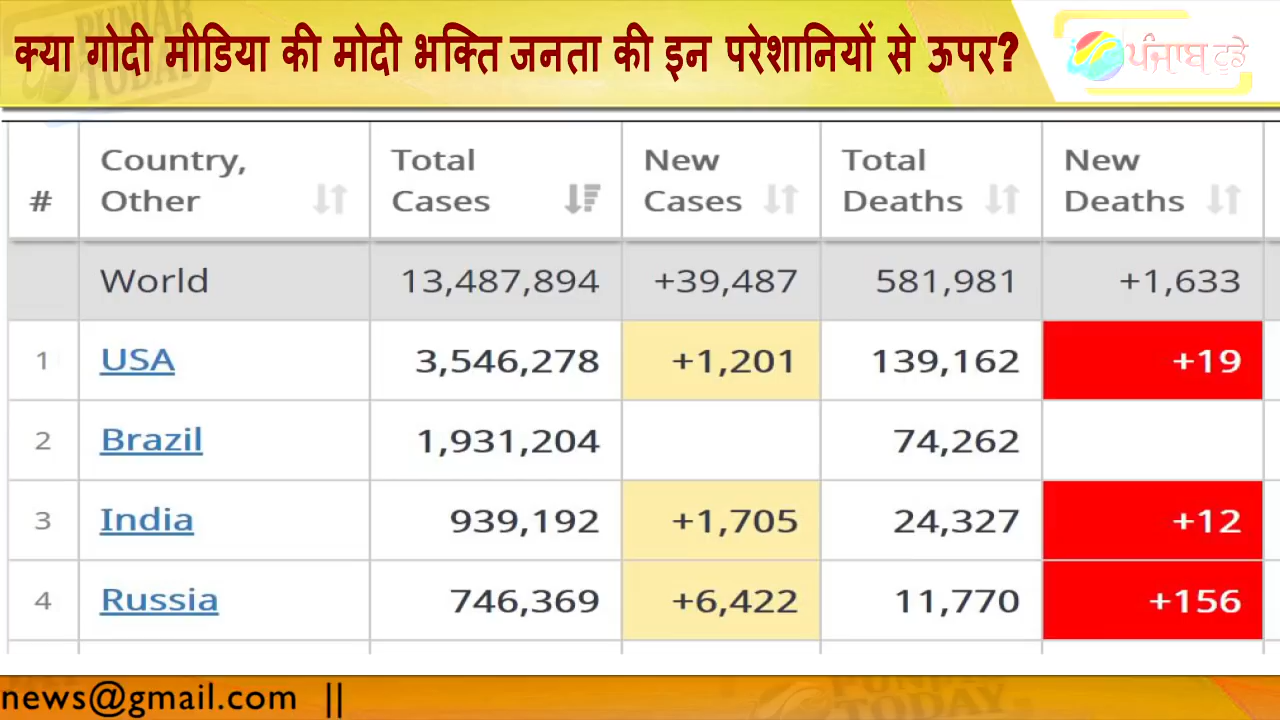 क्या गोदी मीडिया की मोदी भक्ति जनता की इन परेशानियों से ऊपर?
ਪੰਜਾਬ ਟੂਡੇ
# Country, Other Total Cases New Cases Total Deaths New Deaths
World 13,487,894 +39,487 581,981 +1,633
1 USA 3,546,278 +1,201 139,162 +19
2 Brazil 1,931,204 74,262
3 India 939,192 +1,705 24,327 +12
4 Russia 746,369 +6,422 11,770 +156
news@gmail.com ||
PUNJAB TODAY